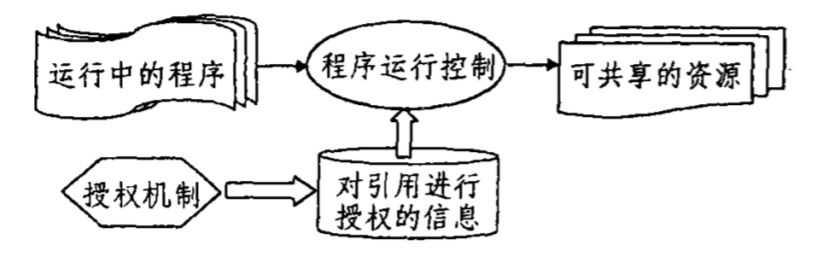 运行中的程序
程序运行控制
可共享的资源
授权机制
对引用进行
授权的信息